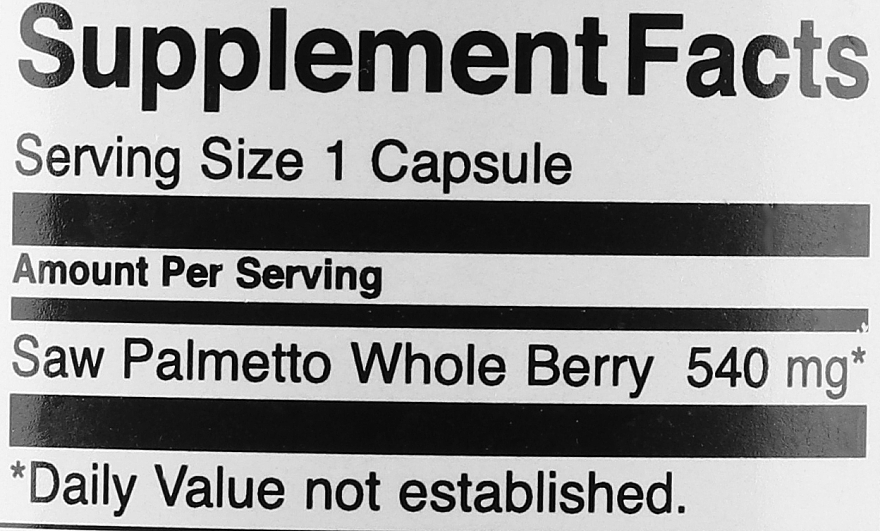 Supplement Facts
Serving Size 1 Capsule
Amount Per Serving
Saw Palmetto Whole Berry 540 mg*
*Daily Value not established.